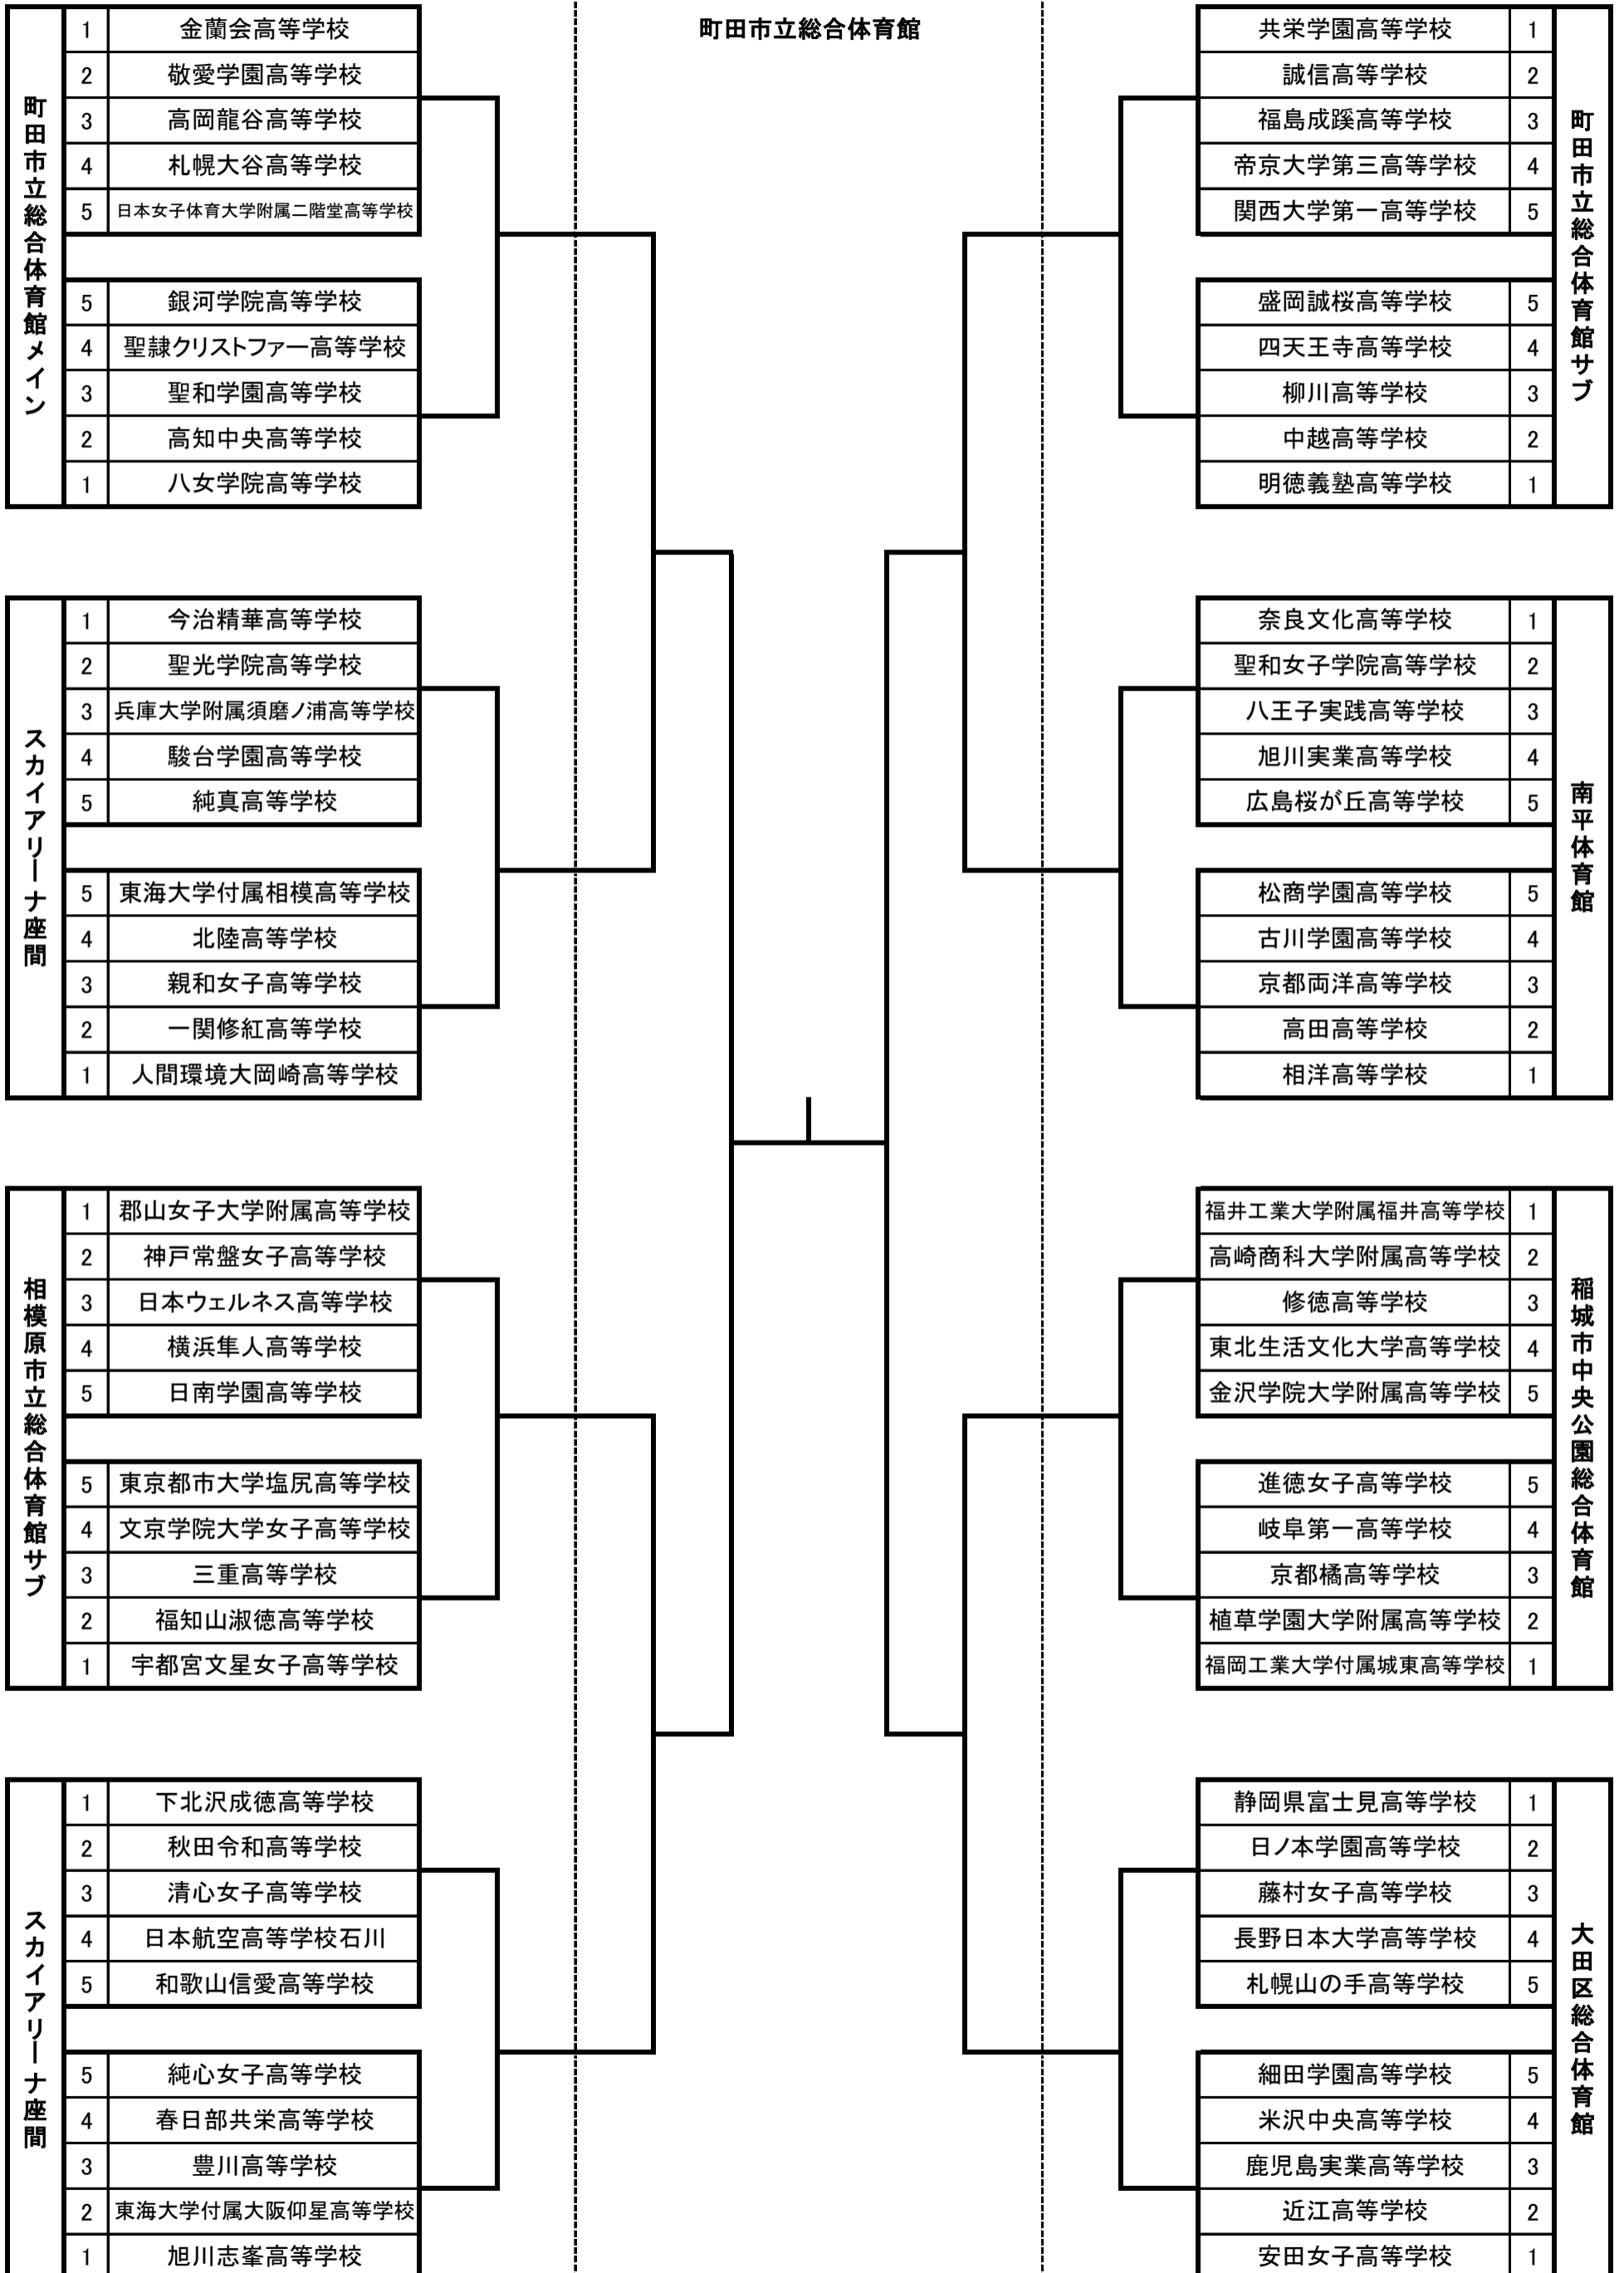 町田市立総合体育館
町田市立総合体育館メイン
1 金蘭会高等学校
2 敬愛学園高等学校
3 高岡龍谷高等学校
4 札幌大谷高等学校
5 日本女子体育大学附属二階堂高等学校
5 銀河学院高等学校
4 聖隷クリストファー高等学校
3 聖和学園高等学校
2 高知中央高等学校
1 八女学院高等学校
スカイアリーナ座間
1 今治精華高等学校
2 聖光学院高等学校
3 兵庫大学附属須磨ノ浦高等学校
4 駿台学園高等学校
5 純真高等学校
5 東海大学付属相模高等学校
4 北陸高等学校
3 親和女子高等学校
2 一関修紅高等学校
1 人間環境大岡崎高等学校
相模原市立総合体育館サブ
1 郡山女子大学附属高等学校
2 神戸常盤女子高等学校
3 日本ウェルネス高等学校
4 横浜隼人高等学校
5 日南学園高等学校
5 東京都市大学塩尻高等学校
4 文京学院大学女子高等学校
3 三重高等学校
2 福知山淑徳高等学校
1 宇都宮文星女子高等学校
スカイアリーナ座間
1 下北沢成徳高等学校
2 秋田令和高等学校
3 清心女子高等学校
4 日本航空高等学校石川
5 和歌山信愛高等学校
5 純心女子高等学校
4 春日部共栄高等学校
3 豊川高等学校
2 東海大学付属大阪仰星高等学校
1 旭川志峯高等学校
共栄学園高等学校 1
誠信高等学校 2
福島成蹊高等学校 3
帝京大学第三高等学校 4
関西大学第一高等学校 5
盛岡誠桜高等学校 5
四天王寺高等学校 4
柳川高等学校 3
中越高等学校 2
明徳義塾高等学校 1
町田市立総合体育館サブ
奈良文化高等学校 1
聖和女子学院高等学校 2
八王子実践高等学校 3
旭川実業高等学校 4
広島桜が丘高等学校 5
松商学園高等学校 5
古川学園高等学校 4
京都両洋高等学校 3
高田高等学校 2
相洋高等学校 1
南平体育館
福井工業大学附属福井高等学校 1
高崎商科大学附属高等学校 2
修徳高等学校 3
東北生活文化大学高等学校 4
金沢学院大学附属高等学校 5
進徳女子高等学校 5
岐阜第一高等学校 4
京都橘高等学校 3
植草学園大学附属高等学校 2
福岡工業大学付属城東高等学校 1
稲城市中央公園総合体育館
静岡県富士見高等学校 1
日ノ本学園高等学校 2
藤村女子高等学校 3
長野日本大学高等学校 4
札幌山の手高等学校 5
細田学園高等学校 5
米沢中央高等学校 4
鹿児島実業高等学校 3
近江高等学校 2
安田女子高等学校 1
大田区総合体育館